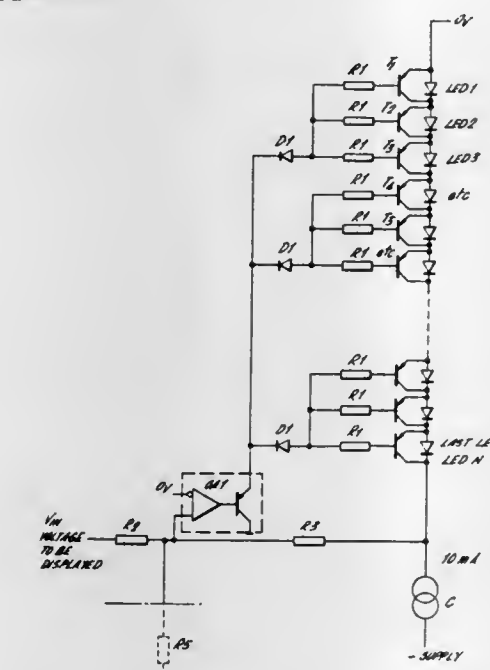 0V
R1
T1
LED1
R1
T2
LED2
D1
R1
T3
LED3
R1
T4
etc
R1
T5
D1
R1
etc
R1
R1
D1
R1
LAST LE
LED N
0V
OA1
VIN
VOLTAGE
TO BE
DISPLAYED
R2
R3
10mA
C
R5
- SUPPLY